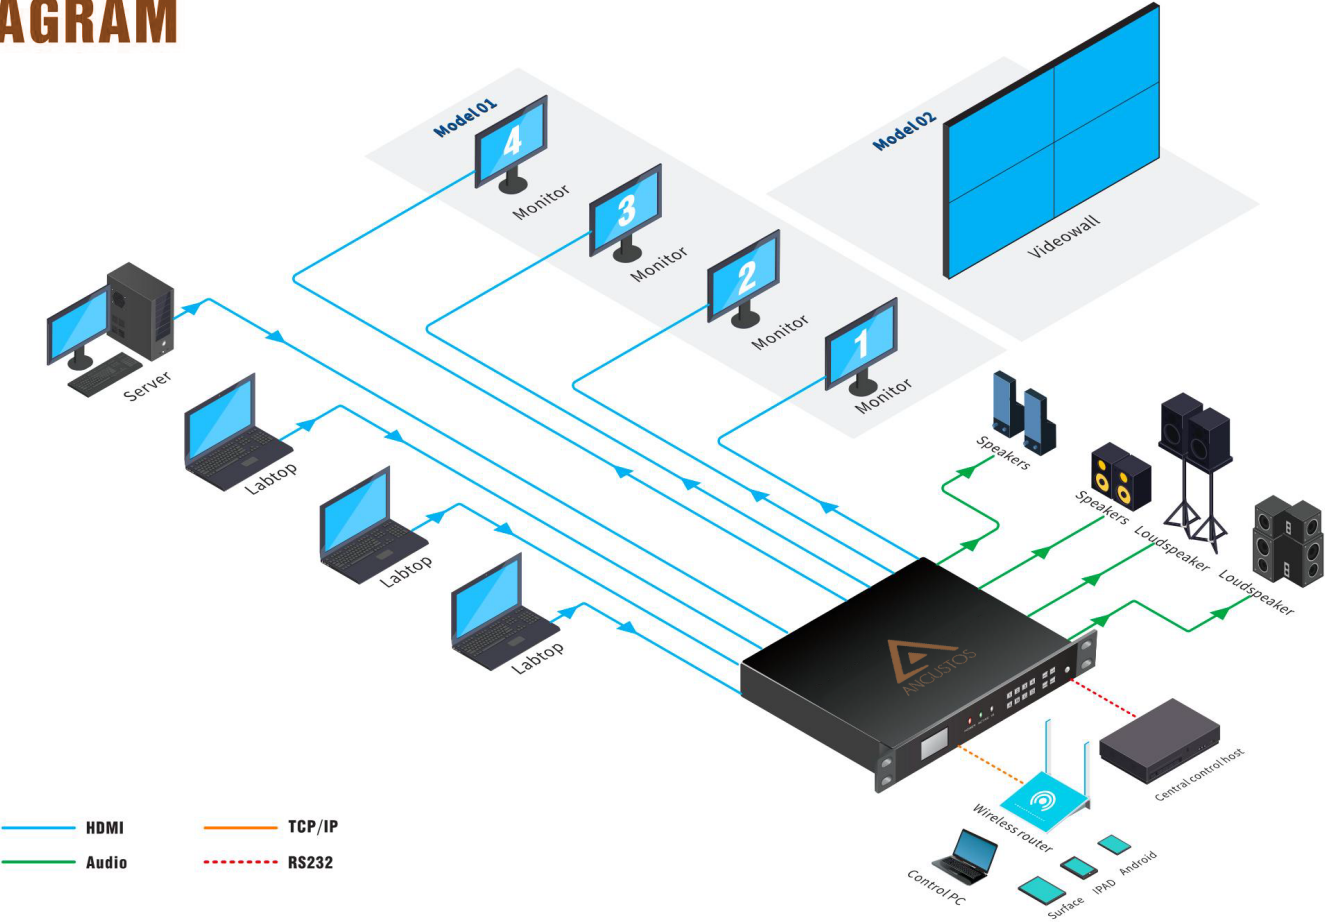 AGRAM
Model 01
4
Monitor
3
Monitor
2
Monitor
1
Monitor
Model 02
Videowall
Server
Labtop
Labtop
Labtop
Speakers
Speakers
Loudspeaker
Loudspeaker
ANGUSTOS
Central control host
Wireless router
Control PC
Surface
IPAD
Android
HDMI
TCP/IP
Audio
RS232